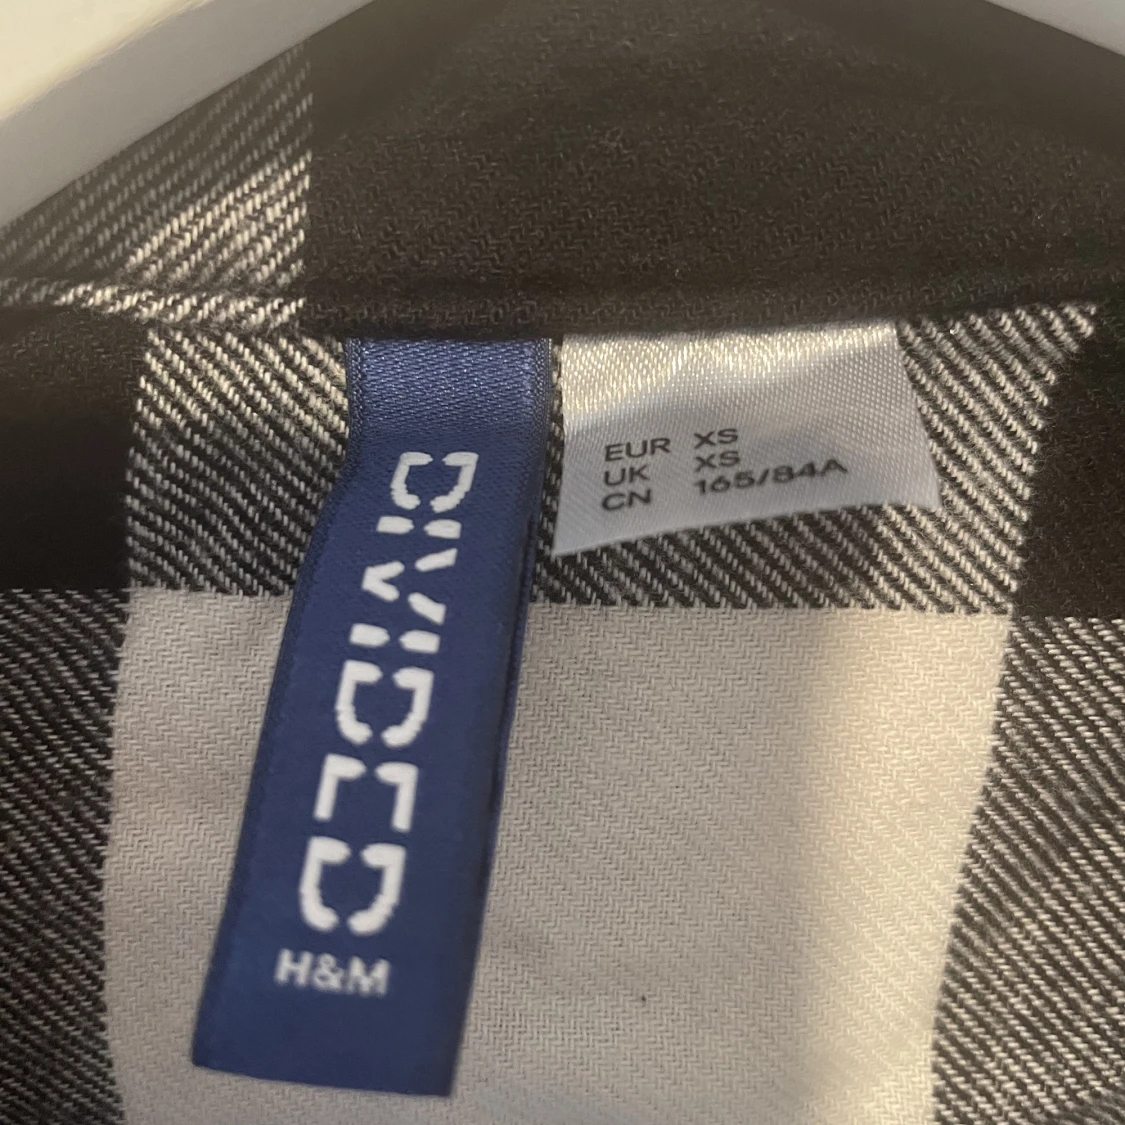 DIVIDED
H&M
EUR XS
UK XS
CN 165/84A